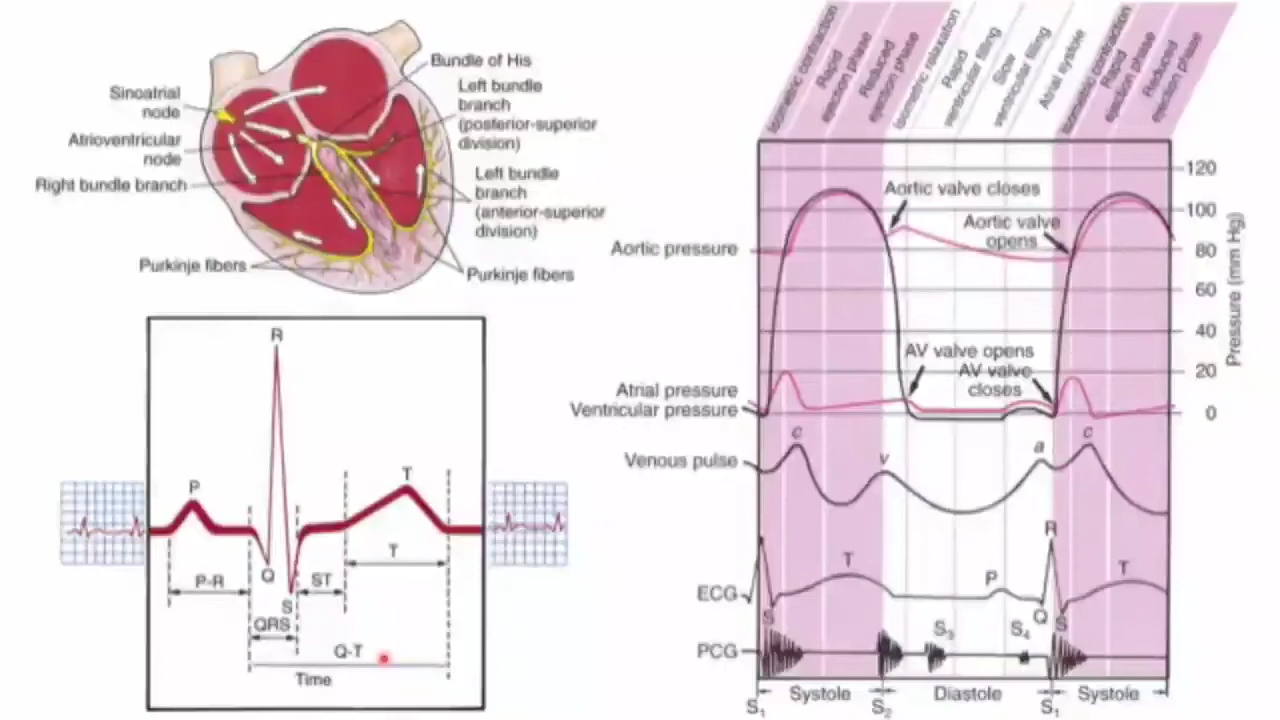 Bundle of His
Left bundle
branch
(posterior-superior
division)
Left bundle
branch
(anterior-superior
division)
Sinoatrial
node
Atrioventricular
node
Right bundle branch
Purkinje fibers
Purkinje fibers
R
P
T
Q
S
P-R
ST
T
QRS
Q-T
Time
Isometric contraction
Rapid
ejection phase
Reduced
ejection phase
Isometric relaxation
Rapid
ventricular filling
Slow
ventricular filling
Atrial systole
Isometric contraction
Rapid
ejection phase
Reduced
ejection phase
120
100
80
60
40
20
0
Pressure (mm Hg)
Aortic valve closes
Aortic valve
opens
Aortic pressure
AV valve opens
AV valve
closes
Atrial pressure
Ventricular pressure
Venous pulse
c
v
a
c
ECG
S
T
P
R
Q
S
T
PCG
S3
S4
Systole
Diastole
Systole
S1
S2
S1